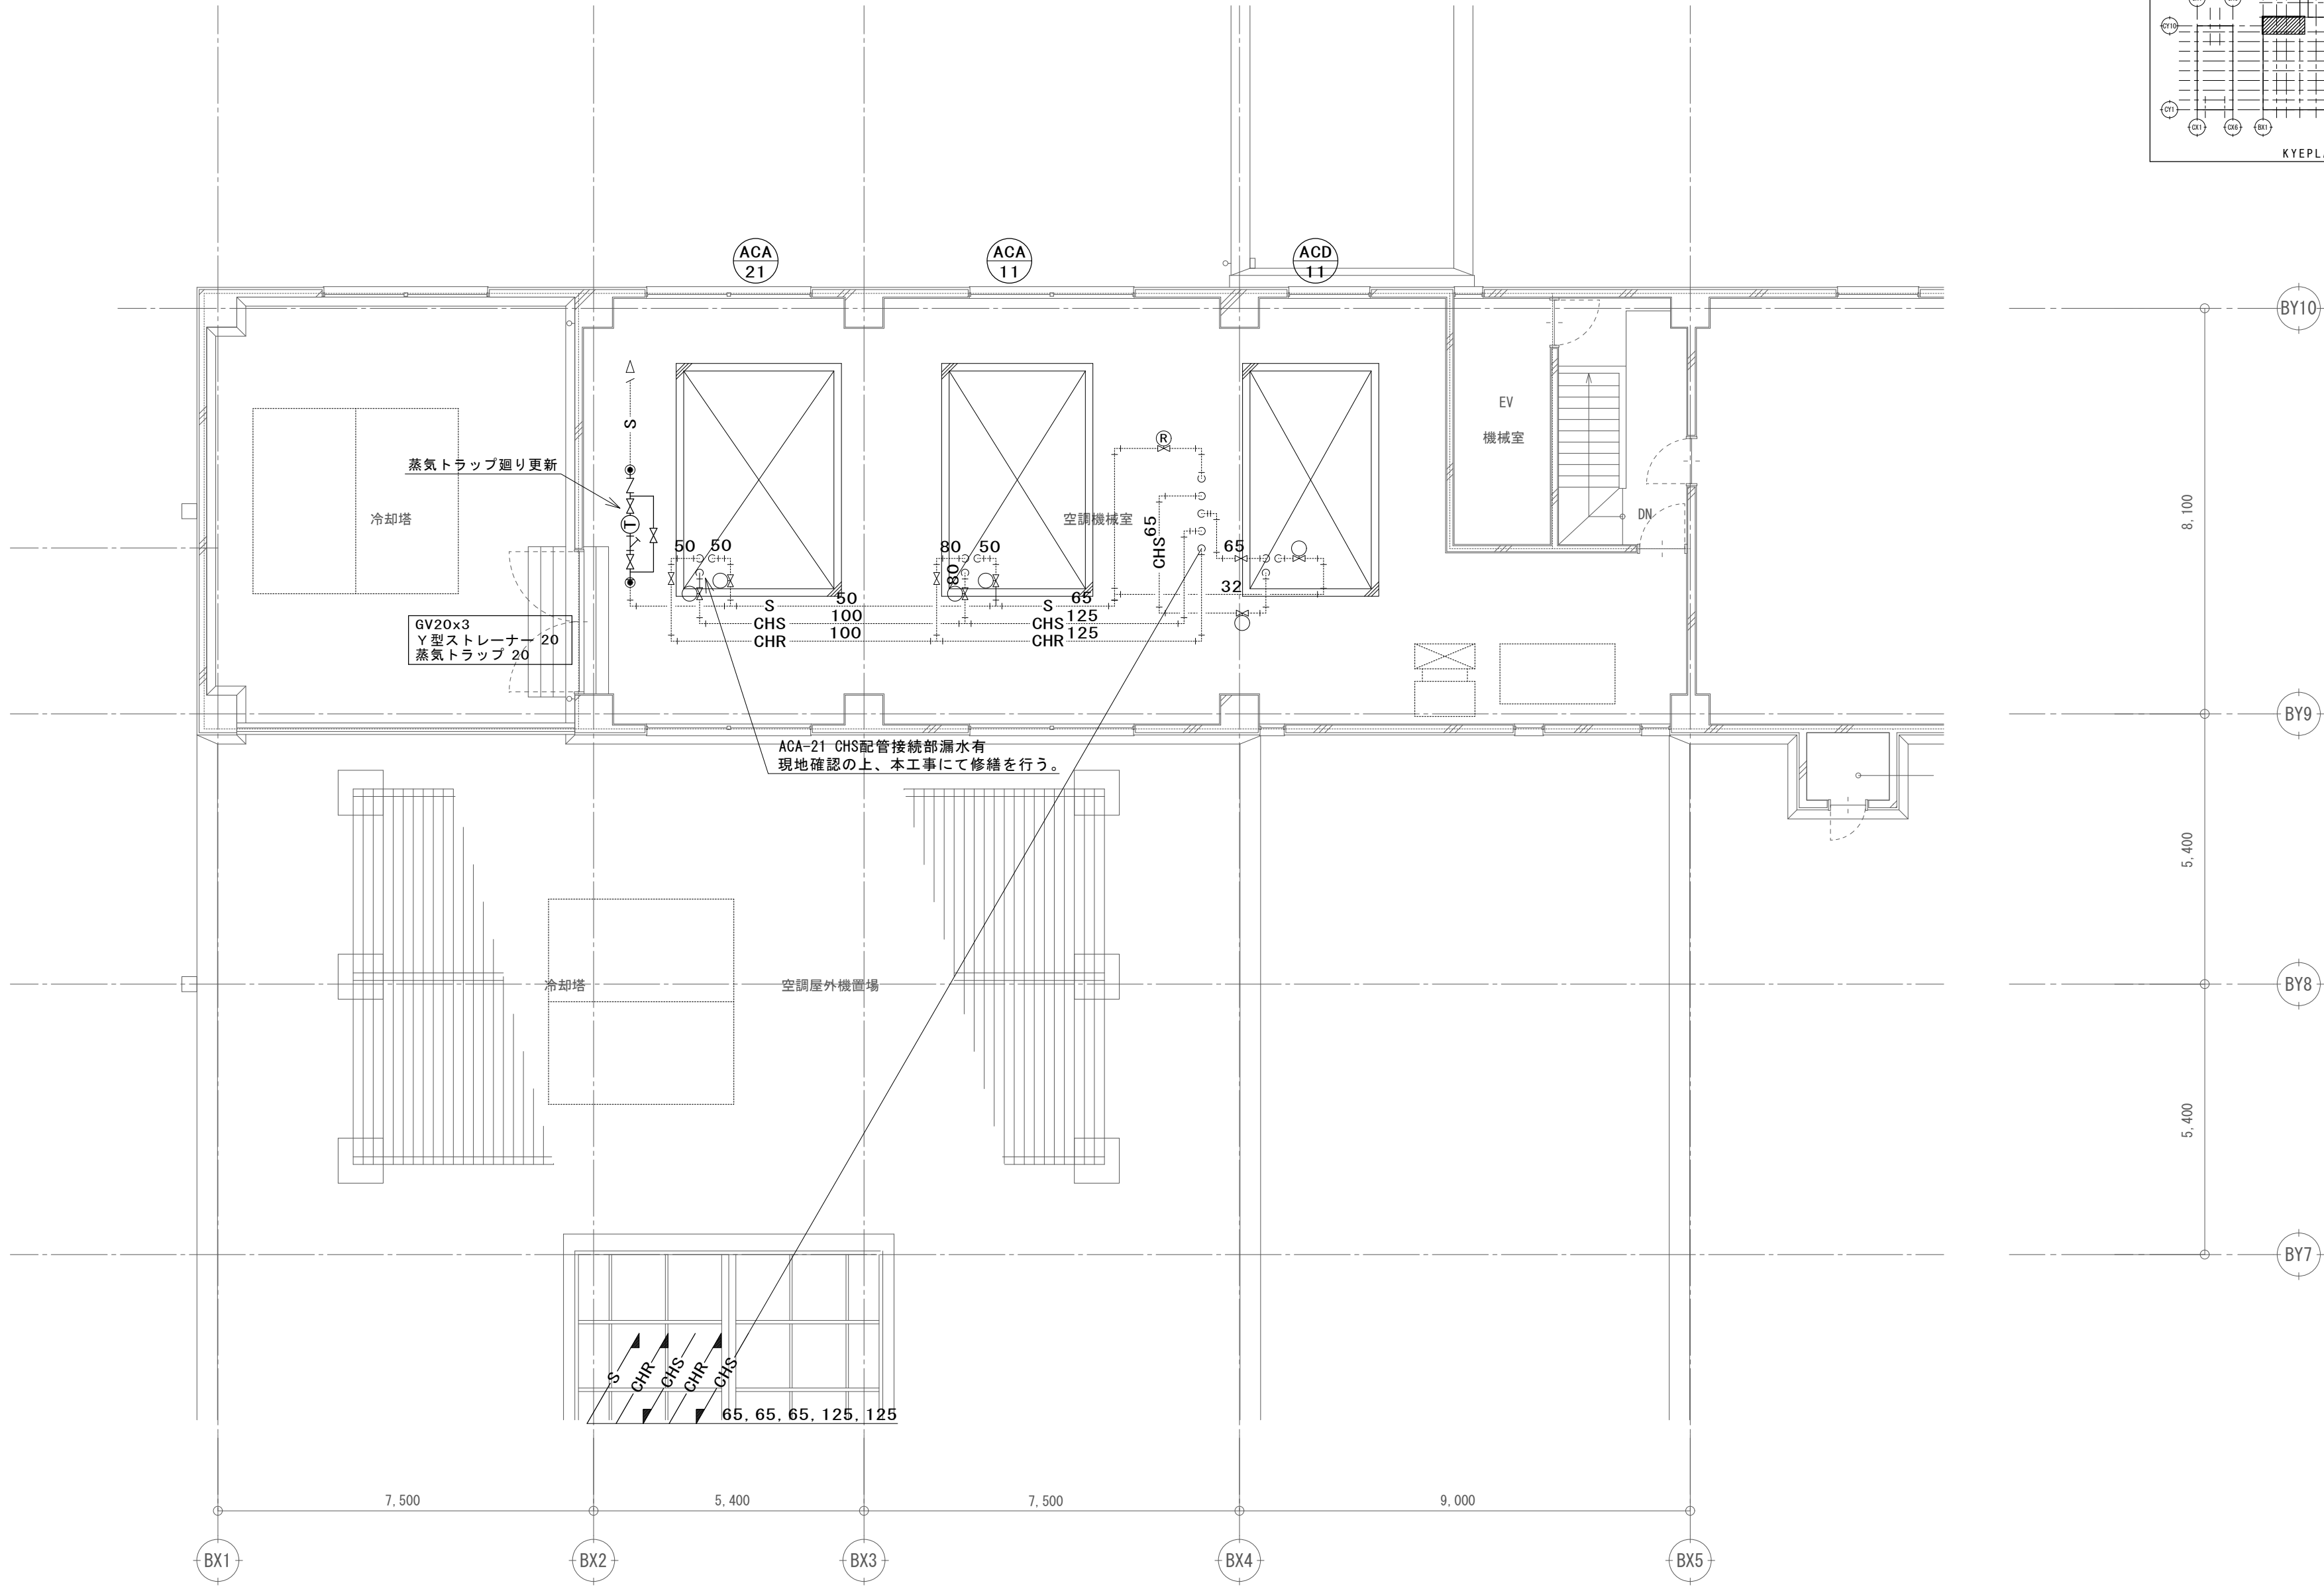 CY10
CY1
CX1
CX6
BX1
ACA
21
ACA
11
ACD
11
BY10
S
R
EV
機械室
蒸気トラップ廻り更新
冷却塔
T
空調機械室
CHS
65
DN
8,100
50
50
80
50
80
65
32
S
50
S
65
CHS
100
CHS
125
CHR
100
CHR
125
GV20x3
Y型ストレーナー 20
蒸気トラップ 20
BY9
ACA-21 CHS配管接続部漏水有
現地確認の上、本工事にて修繕を行う。
5,400
冷却塔
空調屋外機置場
BY8
5,400
BY7
S
CHR
CHS
CHR
CHS
65, 65, 65, 125, 125
7,500
5,400
7,500
9,000
BX1
BX2
BX3
BX4
BX5